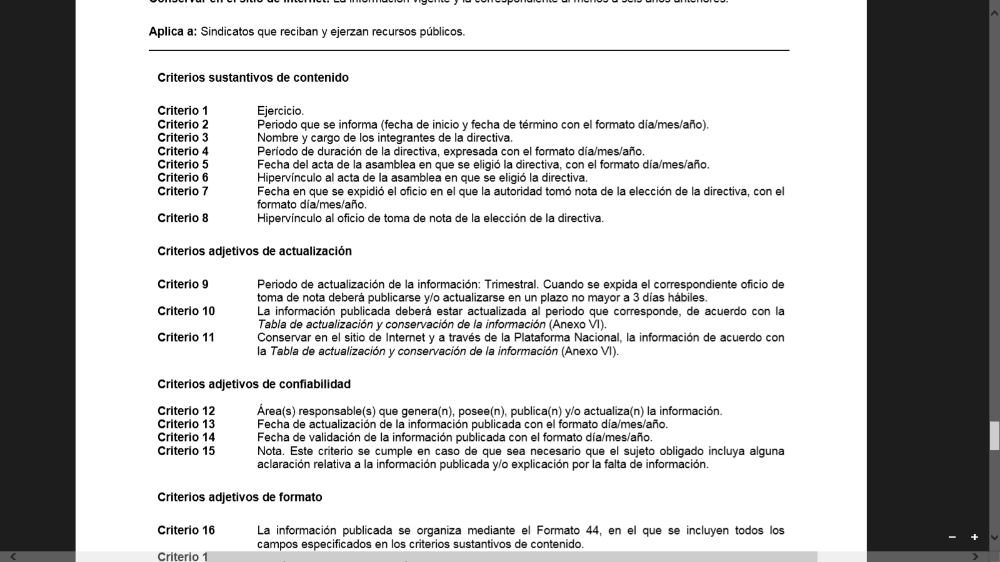 Conservar en el sitio de Internet: La información vigente y la correspondiente al menos a seis años anteriores.
Aplica a: Sindicatos que reciban y ejerzan recursos públicos.
Criterios sustantivos de contenido
Criterio 1 Ejercicio.
Criterio 2 Periodo que se informa (fecha de inicio y fecha de término con el formato día/mes/año).
Criterio 3 Nombre y cargo de los integrantes de la directiva.
Criterio 4 Período de duración de la directiva, expresada con el formato día/mes/año.
Criterio 5 Fecha del acta de la asamblea en que se eligió la directiva, con el formato día/mes/año.
Criterio 6 Hipervínculo al acta de la asamblea en que se eligió la directiva.
Criterio 7 Fecha en que se expidió el oficio en el que la autoridad tomó nota de la elección de la directiva, con el
formato día/mes/año.
Criterio 8 Hipervínculo al oficio de toma de nota de la elección de la directiva.
Criterios adjetivos de actualización
Criterio 9 Periodo de actualización de la información: Trimestral. Cuando se expida el correspondiente oficio de
toma de nota deberá publicarse y/o actualizarse en un plazo no mayor a 3 días hábiles.
Criterio 10 La información publicada deberá estar actualizada al periodo que corresponde, de acuerdo con la
Tabla de actualización y conservación de la información (Anexo VI).
Criterio 11 Conservar en el sitio de Internet y a través de la Plataforma Nacional, la información de acuerdo con
la Tabla de actualización y conservación de la información (Anexo VI).
Criterios adjetivos de confiabilidad
Criterio 12 Área(s) responsable(s) que genera(n), posee(n), publica(n) y/o actualiza(n) la información.
Criterio 13 Fecha de actualización de la información publicada con el formato día/mes/año.
Criterio 14 Fecha de validación de la información publicada con el formato día/mes/año.
Criterio 15 Nota. Este criterio se cumple en caso de que sea necesario que el sujeto obligado incluya alguna
aclaración relativa a la información publicada y/o explicación por la falta de información.
Criterios adjetivos de formato
Criterio 16 La información publicada se organiza mediante el Formato 44, en el que se incluyen todos los
campos especificados en los criterios sustantivos de contenido.
Criterio 1